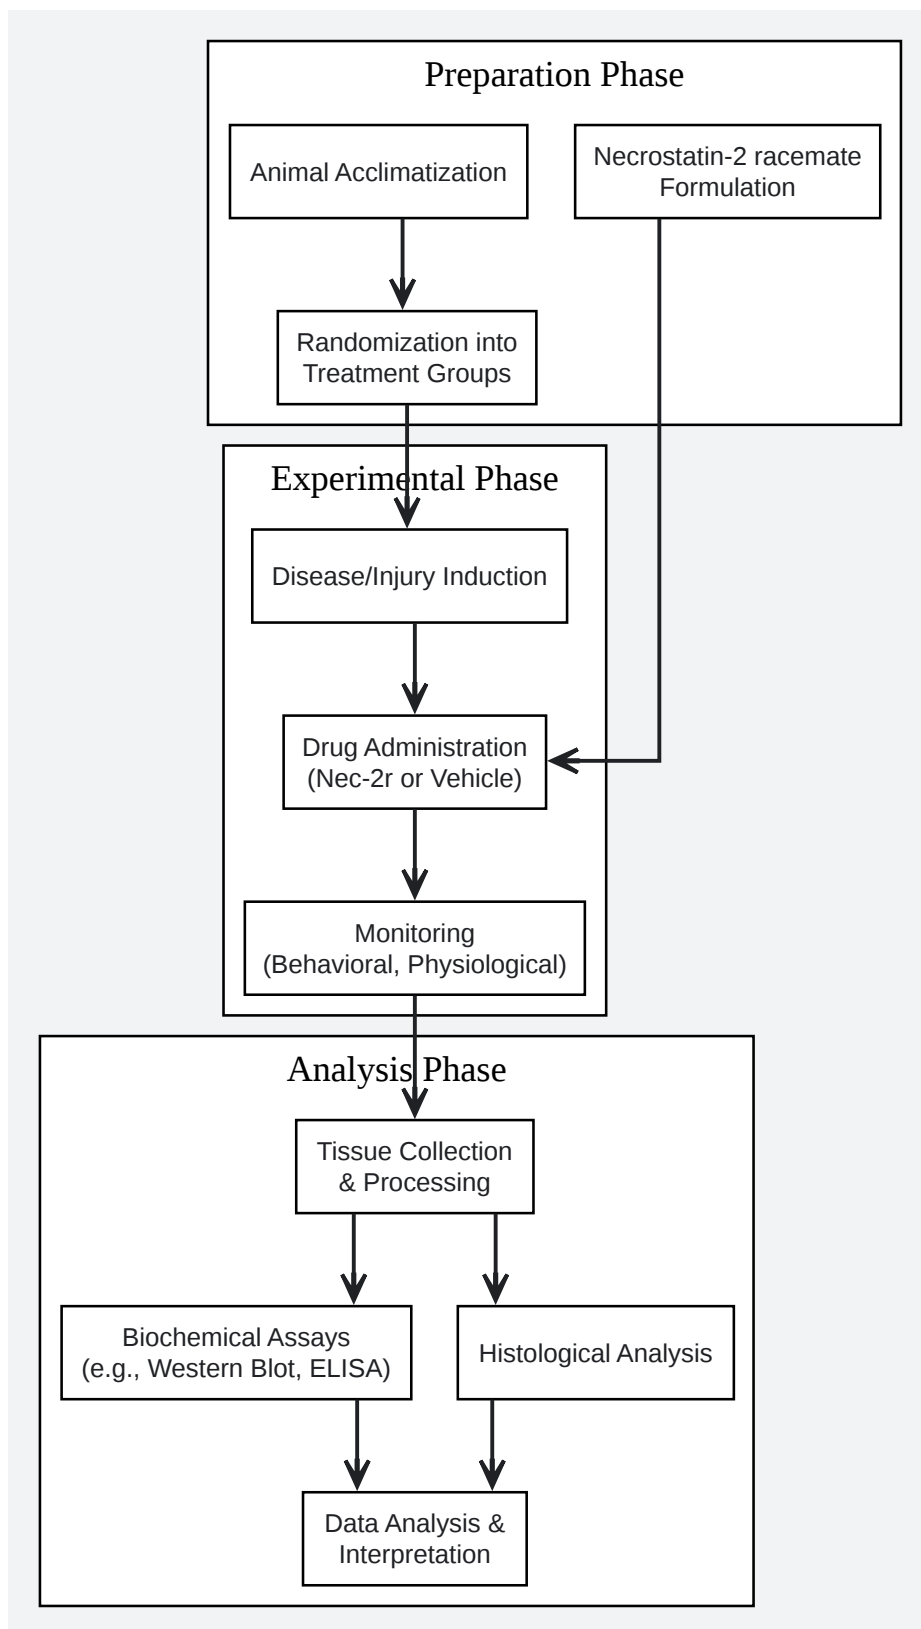 Preparation Phase
Animal Acclimatization
Necrostatin-2 racemate
Formulation
Randomization into
Treatment Groups
Experimental Phase
Disease/Injury Induction
Drug Administration
(Nec-2r or Vehicle)
Monitoring
(Behavioral, Physiological)
Analysis Phase
Tissue Collection
& Processing
Biochemical Assays
(e.g., Western Blot, ELISA)
Histological Analysis
Data Analysis &
Interpretation